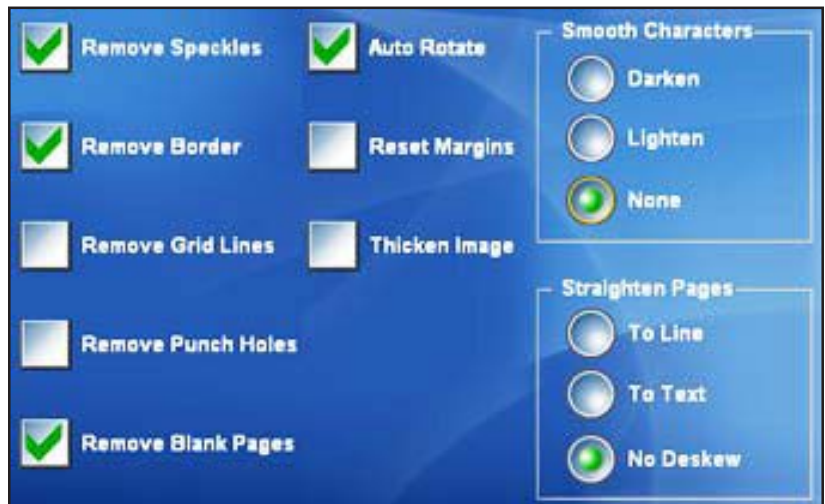 Remove Speckles
Remove Border
Remove Grid Lines
Remove Punch Holes
Remove Blank Pages
Auto Rotate
Reset Margins
Thicken Image
Smooth Characters
Darken
Lighten
None
Straighten Pages
To Line
To Text
No Deskew